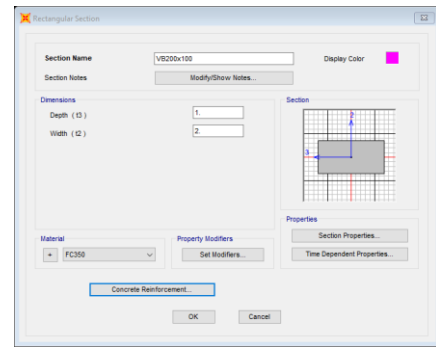 Rectangular Section
Section Name
VB200x100
Display Color
Section Notes
Modify/Show Notes...
Dimensions
Depth ( t3 )
1.
Width ( t2 )
2.
Section
2
3
Properties
Section Properties...
Time Dependent Properties...
Material
+
FC350
Property Modifiers
Set Modifiers...
Concrete Reinforcement...
OK
Cancel